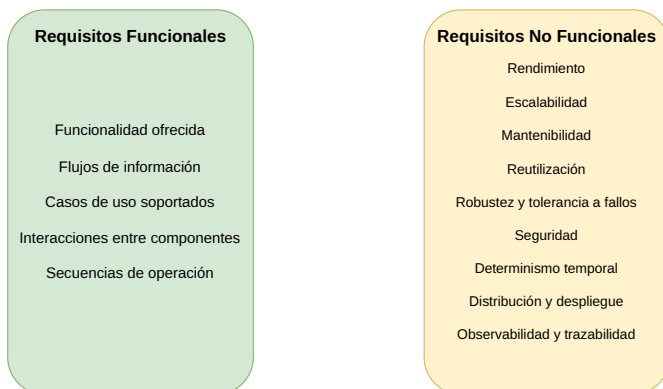 Requisitos Funcionales
Funcionalidad ofrecida
Flujos de información
Casos de uso soportados
Interacciones entre componentes
Secuencias de operación
Requisitos No Funcionales
Rendimiento
Escalabilidad
Mantenibilidad
Reutilización
Robustez y tolerancia a fallos
Seguridad
Determinismo temporal
Distribución y despliegue
Observabilidad y trazabilidad